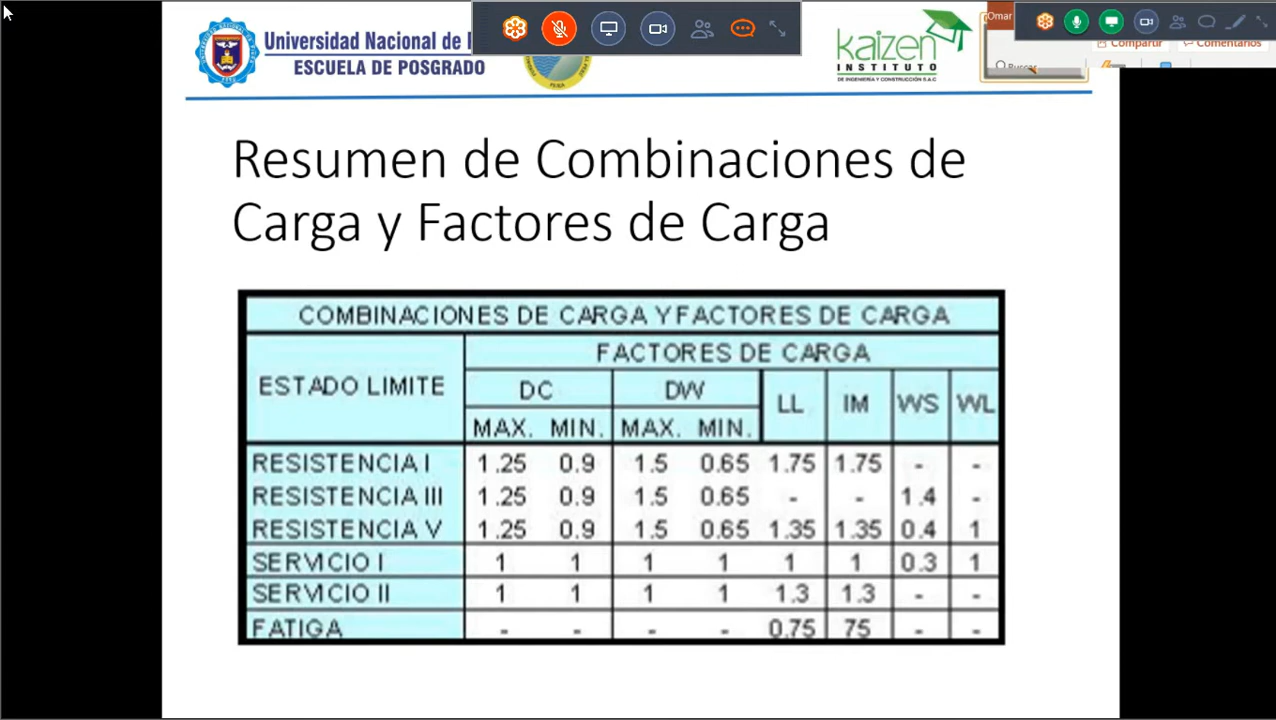 Universidad Nacional de
ESCUELA DE POSGRADO
kaizen
INSTITUTO
DE INGENIERÍA Y CONSTRUCCIÓN S.A.C
Omar
Compartir
Comentarios
Buscar
Resumen de Combinaciones de
Carga y Factores de Carga
COMBINACIONES DE CARGA Y FACTORES DE CARGA
ESTADO LIMITE
FACTORES DE CARGA
DC DW LL IM WS WL
MAX. MIN. MAX. MIN.
RESISTENCIA I 1.25 0.9 1.5 0.65 1.75 1.75 - -
RESISTENCIA III 1.25 0.9 1.5 0.65 - - 1.4 -
RESISTENCIA V 1.25 0.9 1.5 0.65 1.35 1.35 0.4 1
SERVICIO I 1 1 1 1 1 1 0.3 1
SERVICIO II 1 1 1 1 1.3 1.3 - -
FATIGA - - - - 0.75 75 - -